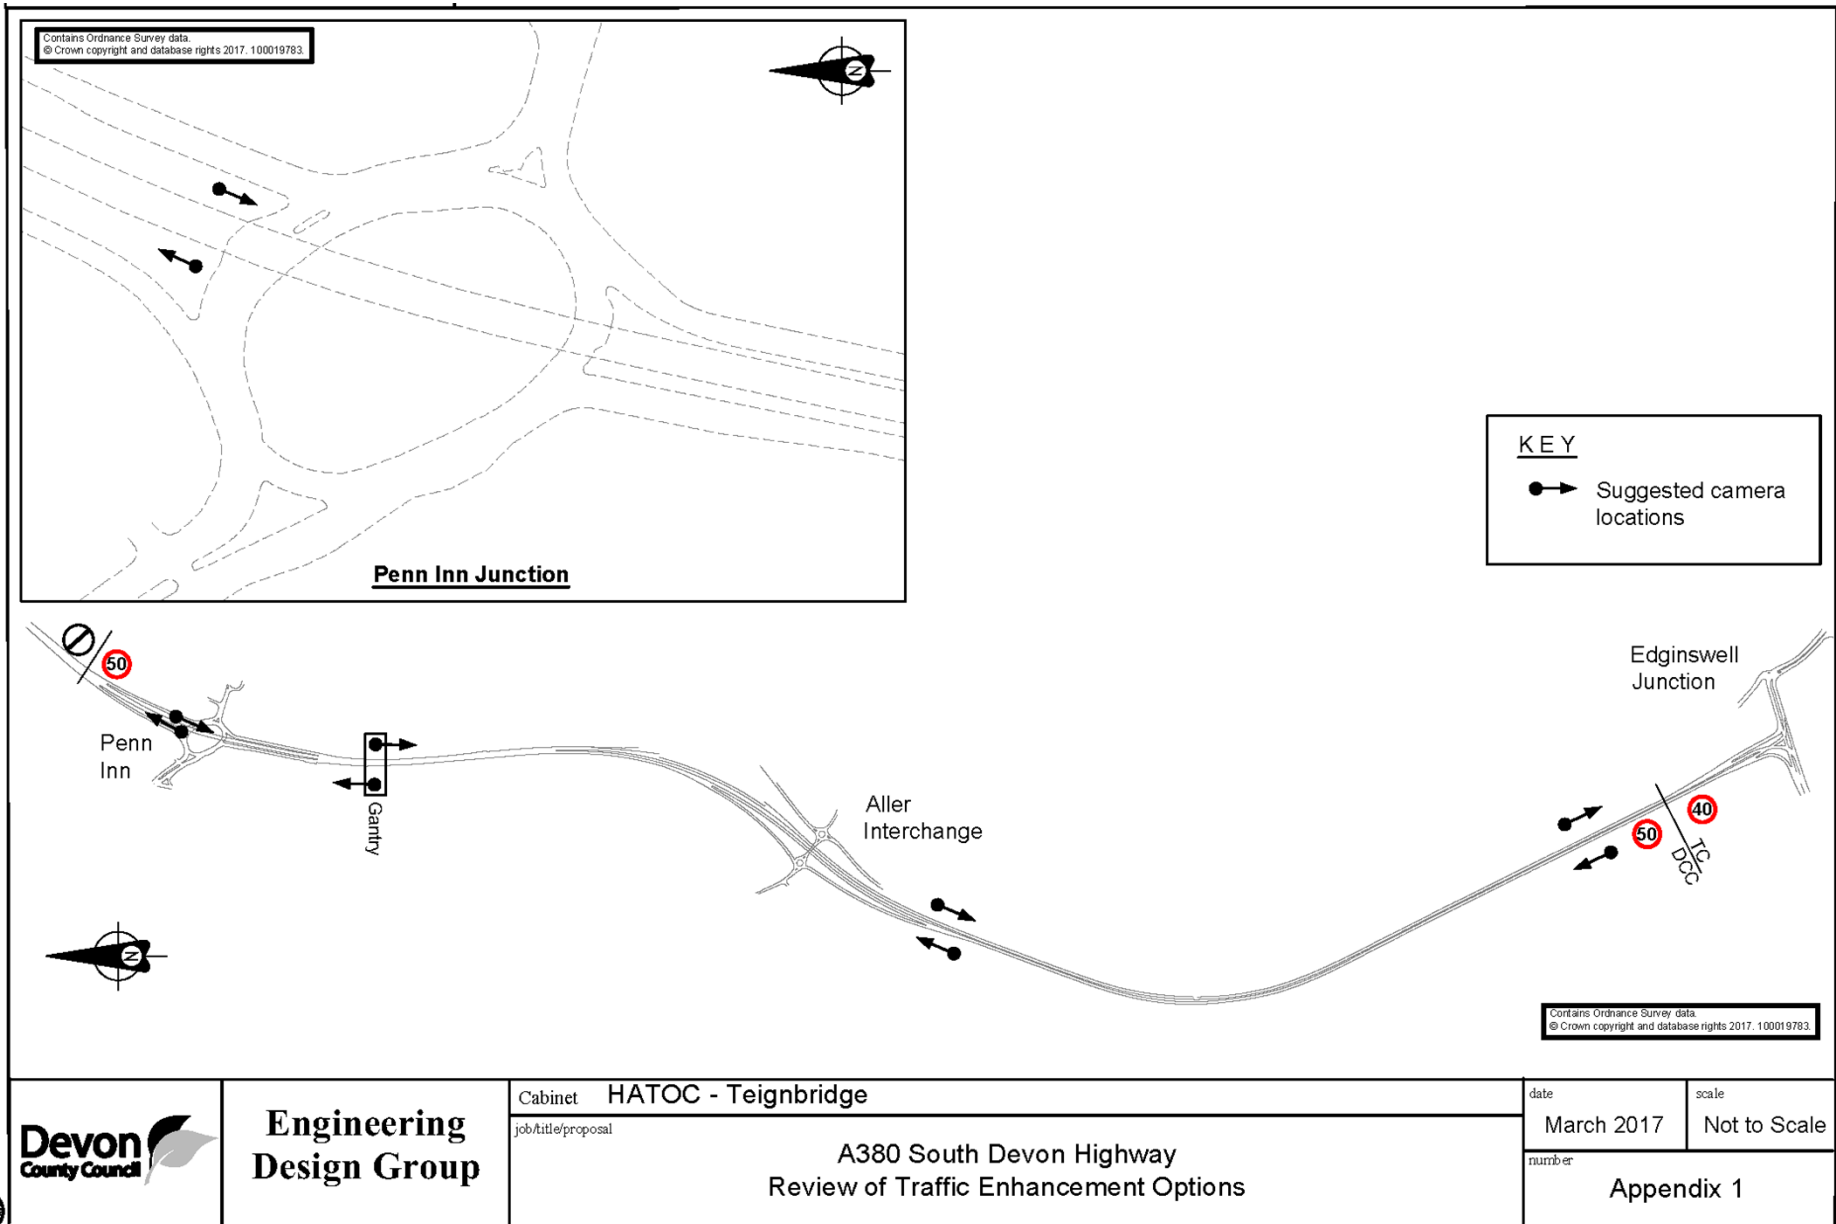 Contains Ordnance Survey data.
© Crown copyright and database rights 2017. 100019783.
N
Penn Inn Junction
KEY
Suggested camera
locations
50
Penn
Inn
Gantry
Aller
Interchange
Edginswell
Junction
40
50
TC
DCC
N
Contains Ordnance Survey data.
© Crown copyright and database rights 2017. 100019783.
Devon
County Council
Engineering
Design Group
Cabinet HATOC - Teignbridge
job/title/proposal
A380 South Devon Highway
Review of Traffic Enhancement Options
date
March 2017
scale
Not to Scale
number
Appendix 1